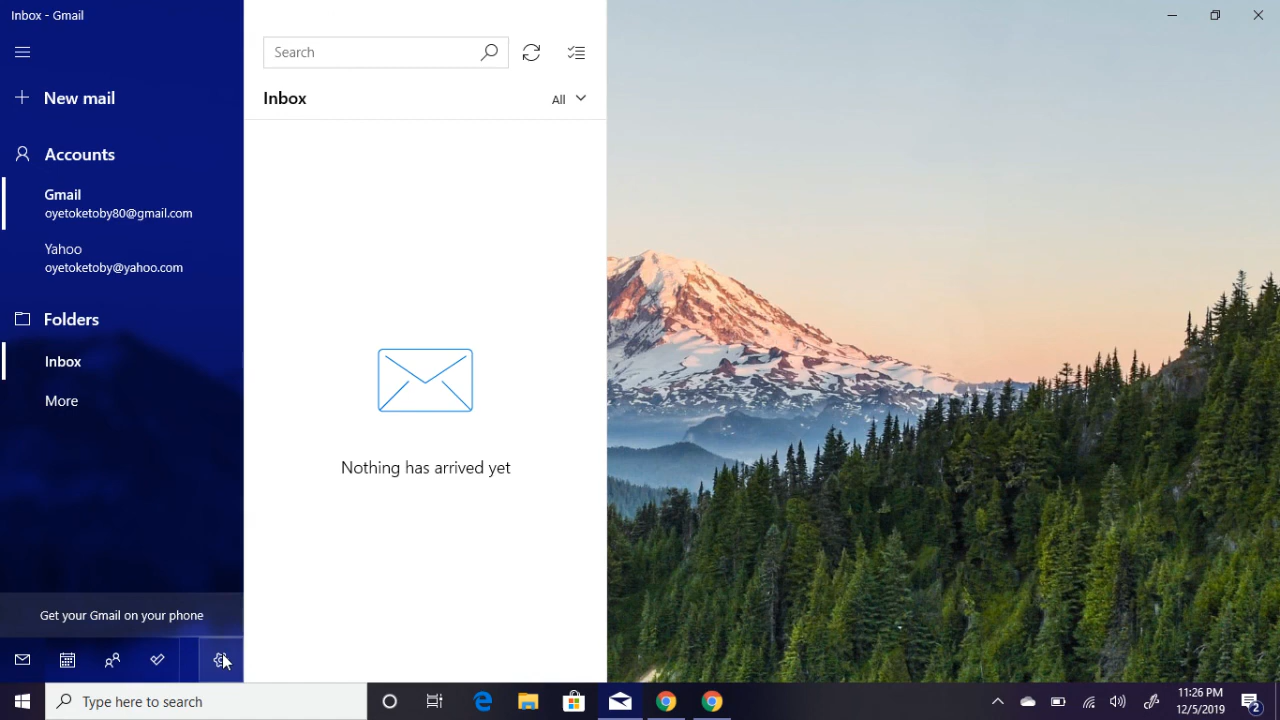 Inbox - Gmail
New mail
Accounts
Gmail
oyetoketoby80@gmail.com
Yahoo
oyetoketoby@yahoo.com
Folders
Inbox
More
Get your Gmail on your phone
Search
Inbox All
Nothing has arrived yet
Type here to search
11:26 PM
12/5/2019
2